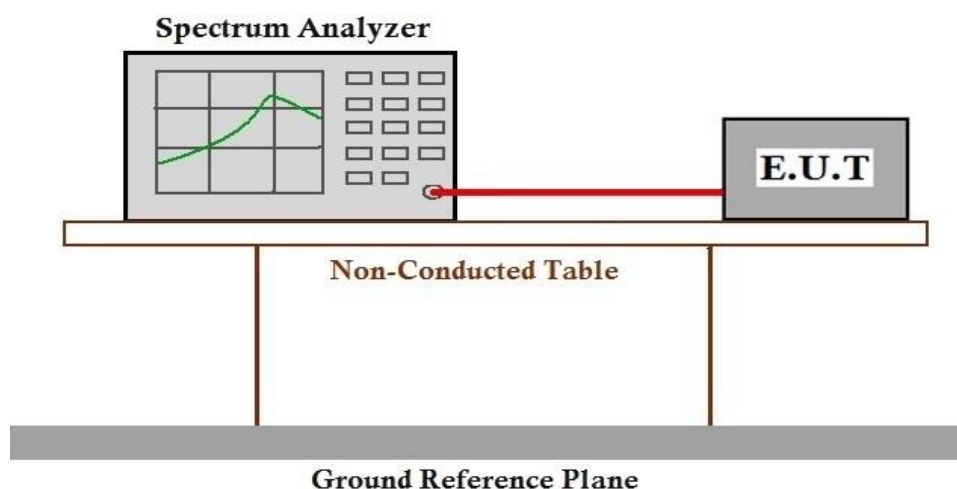 Spectrum Analyzer
E.U.T
Non-Conducted Table
Ground Reference Plane